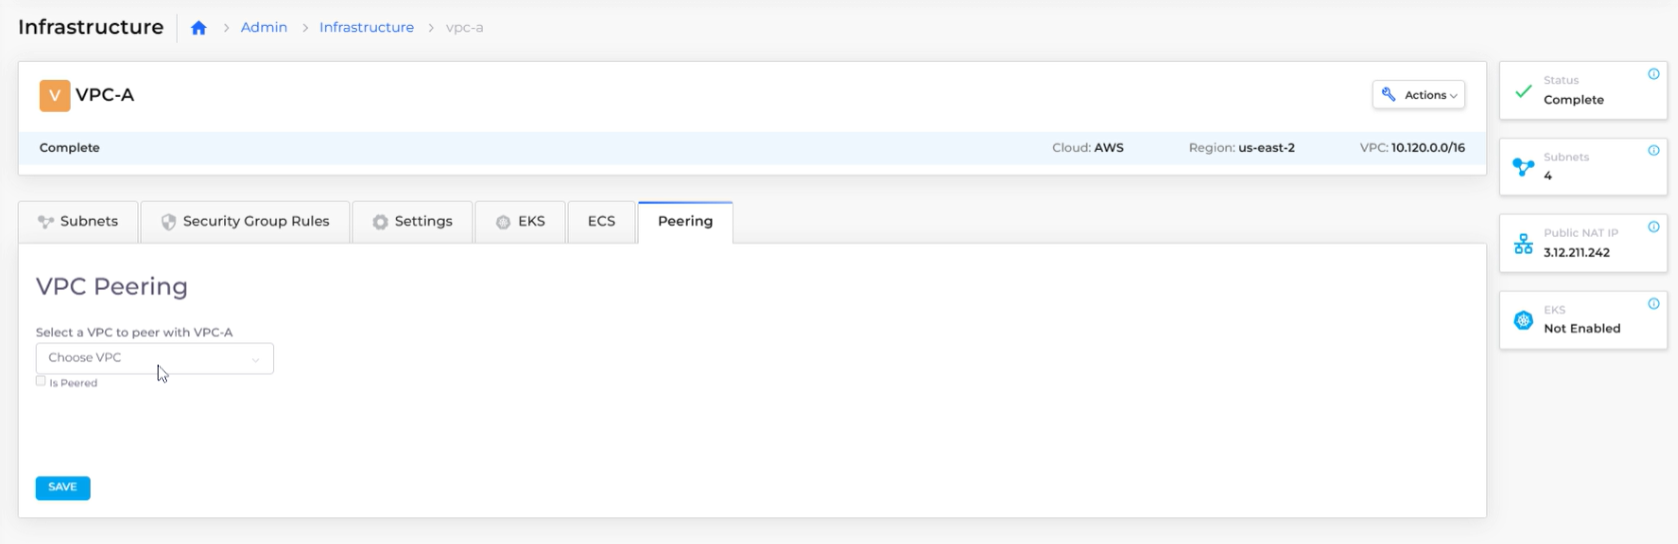 Infrastructure > Admin > Infrastructure > vpc-a
V VPC-A
Actions
Complete Cloud: AWS Region: us-east-2 VPC: 10.120.0.0/16
Subnets Security Group Rules Settings EKS ECS Peering
VPC Peering
Select a VPC to peer with VPC-A
Choose VPC
Is Peered
SAVE
Status
Complete
Subnets
4
Public NAT IP
3.12.211.242
EKS
Not Enabled